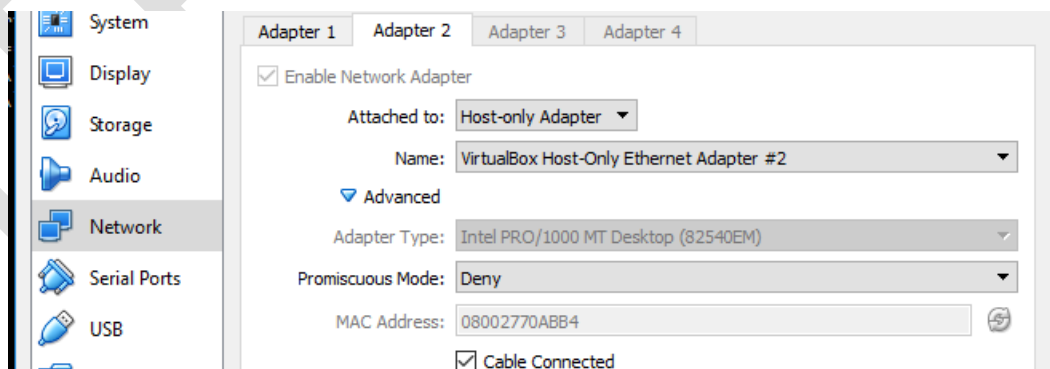 System
Display
Storage
Audio
Network
Serial Ports
USB
Adapter 1 Adapter 2 Adapter 3 Adapter 4
Enable Network Adapter
Attached to: Host-only Adapter
Name: VirtualBox Host-Only Ethernet Adapter #2
Advanced
Adapter Type: Intel PRO/1000 MT Desktop (82540EM)
Promiscuous Mode: Deny
MAC Address: 08002770ABB4
Cable Connected